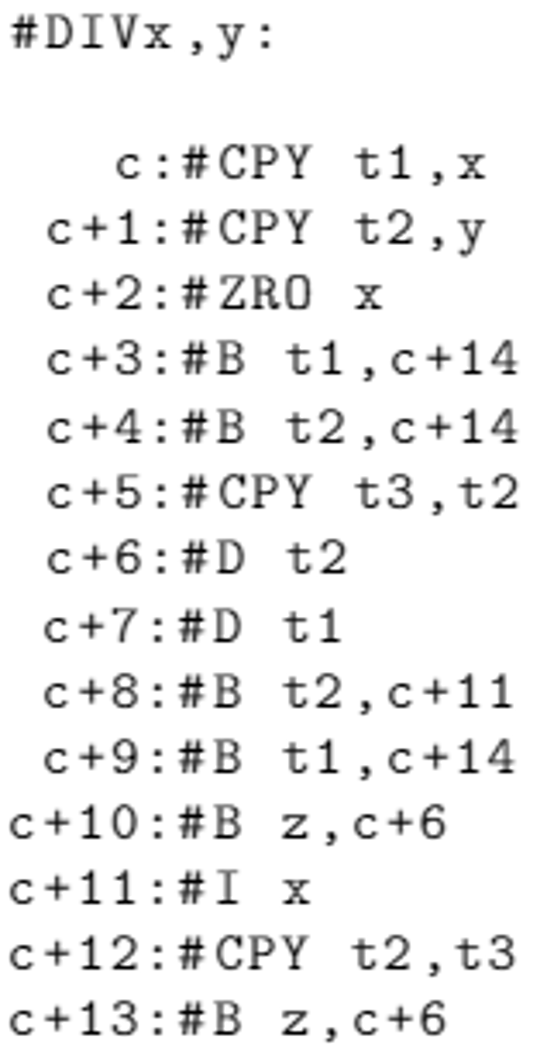 #DIVx,y:
c:#CPY t1,x
c+1:#CPY t2,y
c+2:#ZRO x
c+3:#B t1,c+14
c+4:#B t2,c+14
c+5:#CPY t3,t2
c+6:#D t2
c+7:#D t1
c+8:#B t2,c+11
c+9:#B t1,c+14
c+10:#B z,c+6
c+11:#I x
c+12:#CPY t2,t3
c+13:#B z,c+6